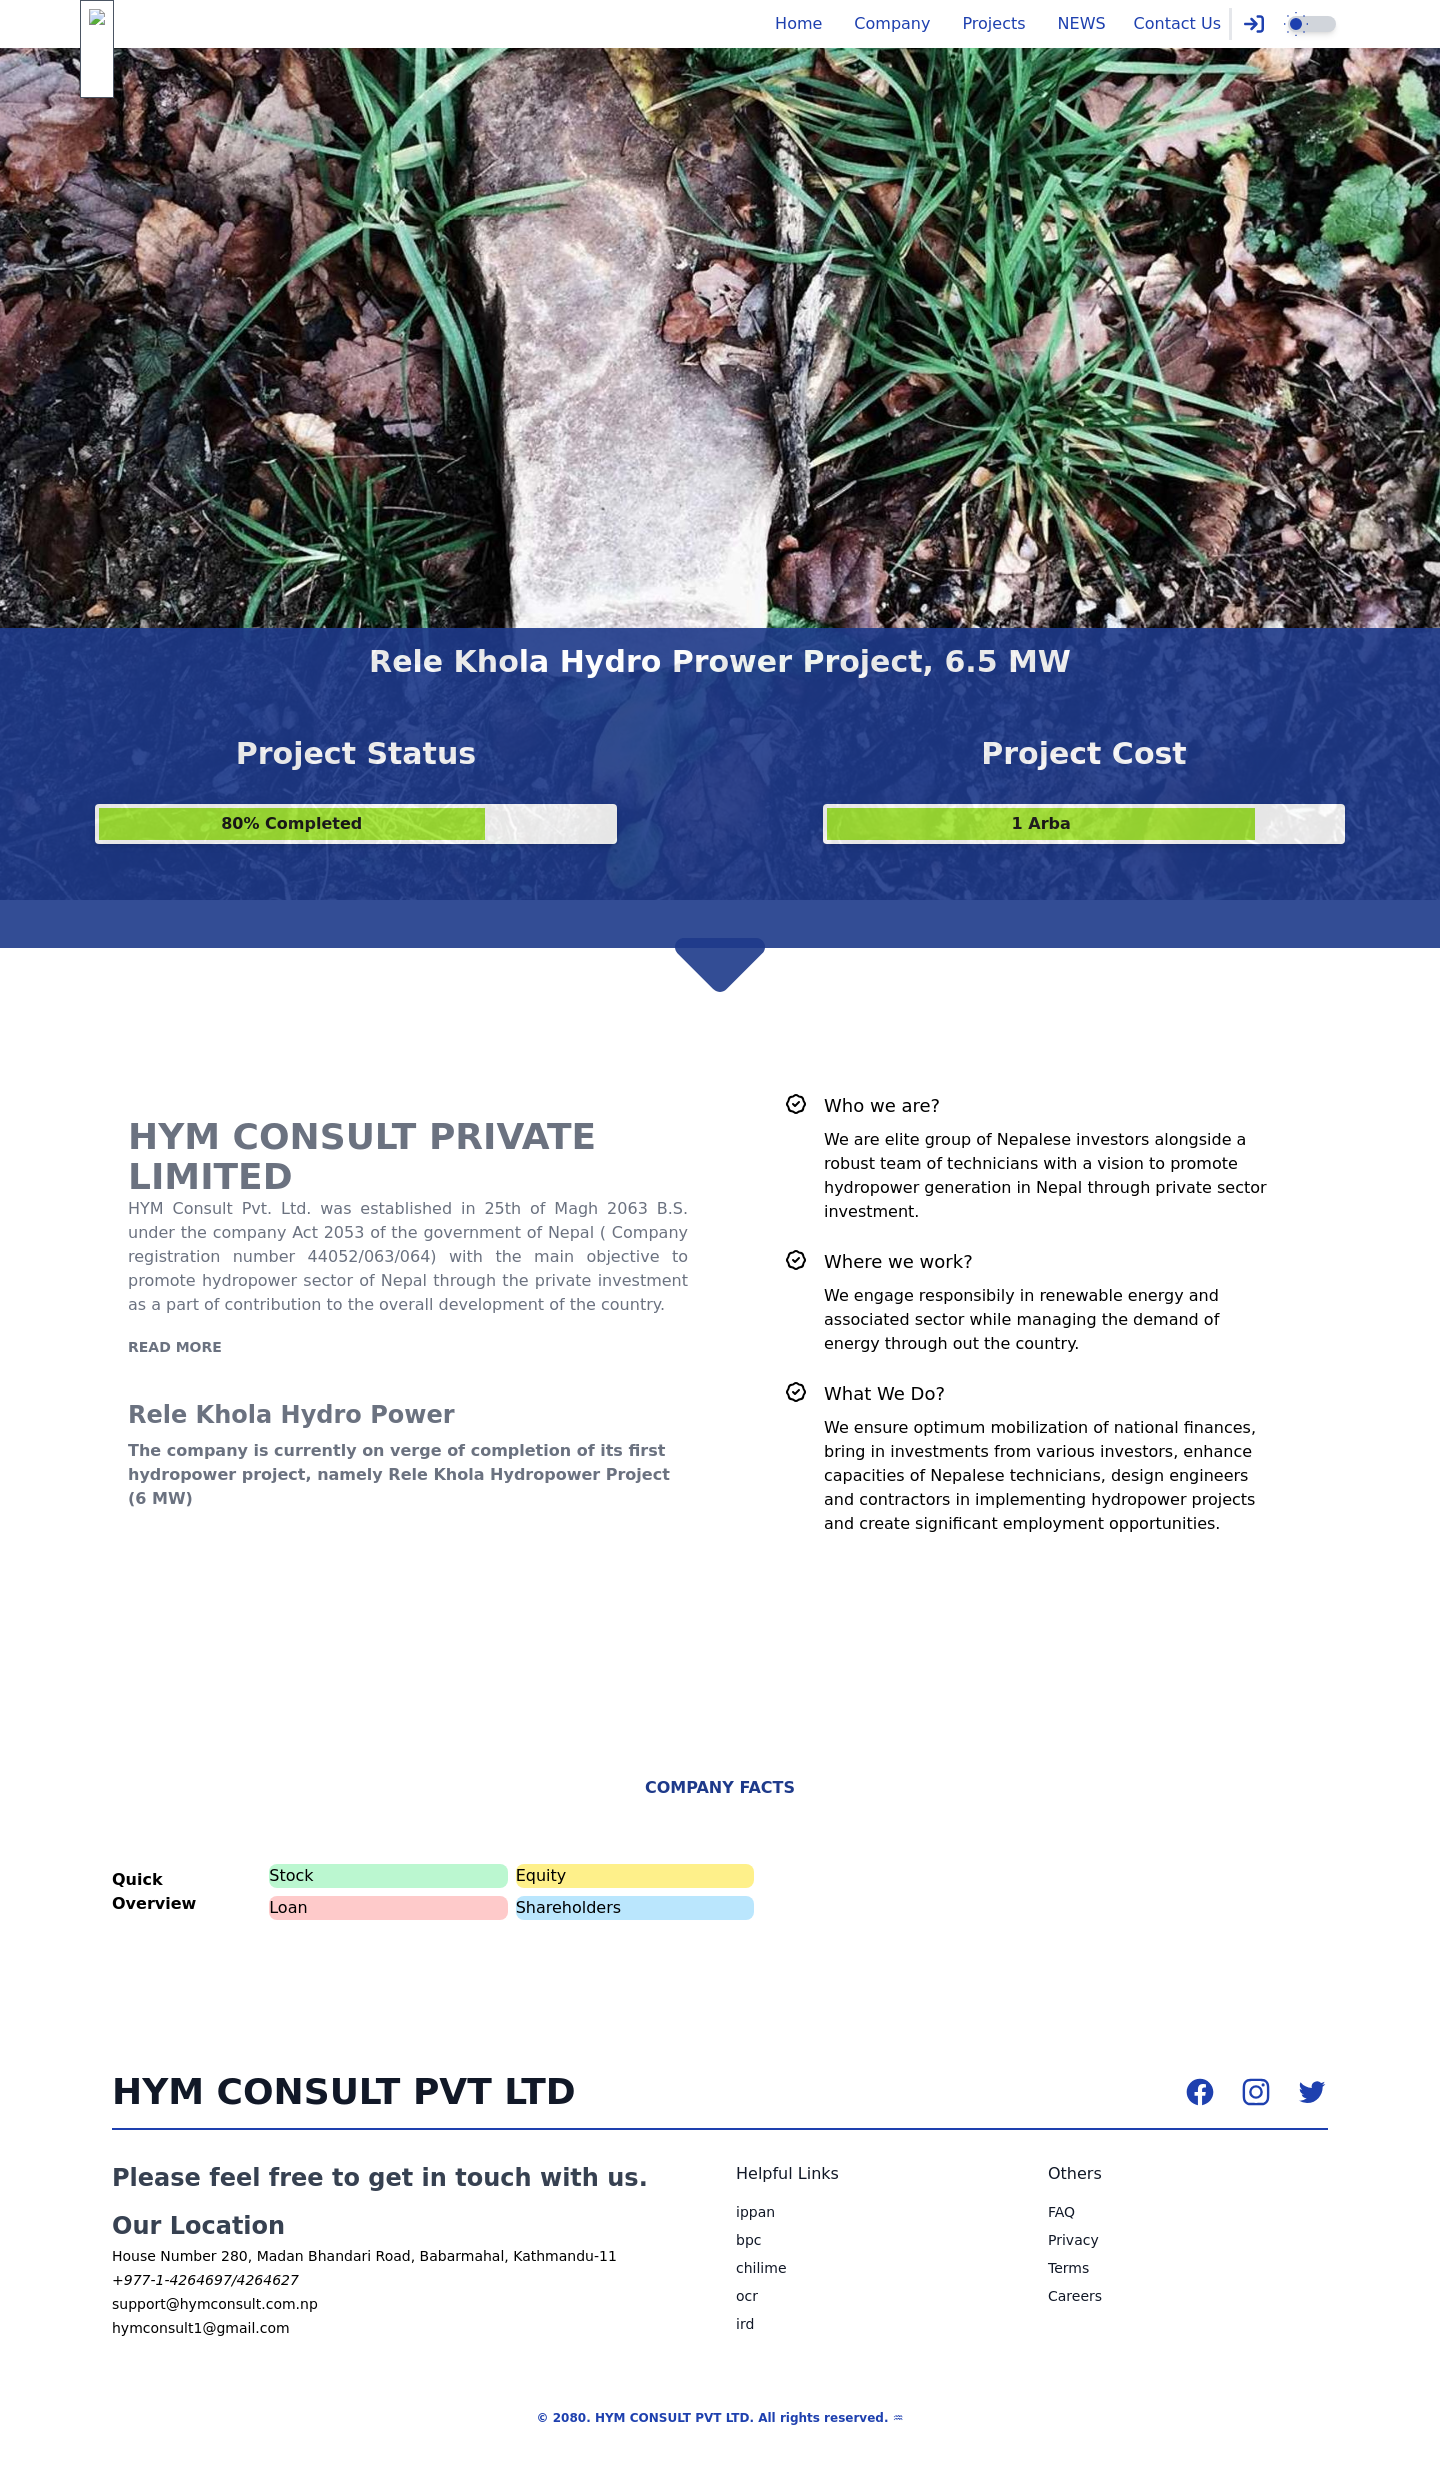 Home Company Projects NEWS Contact Us
Rele Khola Hydro Prower Project, 6.5 MW
Project Status
80% Completed
Project Cost
1 Arba
HYM CONSULT PRIVATE
LIMITED
HYM Consult Pvt. Ltd. was established in 25th of Magh 2063 B.S.
under the company Act 2053 of the government of Nepal ( Company
registration number 44052/063/064) with the main objective to
promote hydropower sector of Nepal through the private investment
as a part of contribution to the overall development of the country.
READ MORE
Rele Khola Hydro Power
The company is currently on verge of completion of its first
hydropower project, namely Rele Khola Hydropower Project
(6 MW)
Who we are?
We are elite group of Nepalese investors alongside a
robust team of technicians with a vision to promote
hydropower generation in Nepal through private sector
investment.
Where we work?
We engage responsibily in renewable energy and
associated sector while managing the demand of
energy through out the country.
What We Do?
We ensure optimum mobilization of national finances,
bring in investments from various investors, enhance
capacities of Nepalese technicians, design engineers
and contractors in implementing hydropower projects
and create significant employment opportunities.
COMPANY FACTS
Quick
Overview
Stock
Equity
Loan
Shareholders
HYM CONSULT PVT LTD
Please feel free to get in touch with us.
Our Location
House Number 280, Madan Bhandari Road, Babarmahal, Kathmandu-11
+977-1-4264697/4264627
support@hymconsult.com.np
hymconsult1@gmail.com
Helpful Links
ippan
bpc
chilime
ocr
ird
Others
FAQ
Privacy
Terms
Careers
© 2080. HYM CONSULT PVT LTD. All rights reserved. ♒